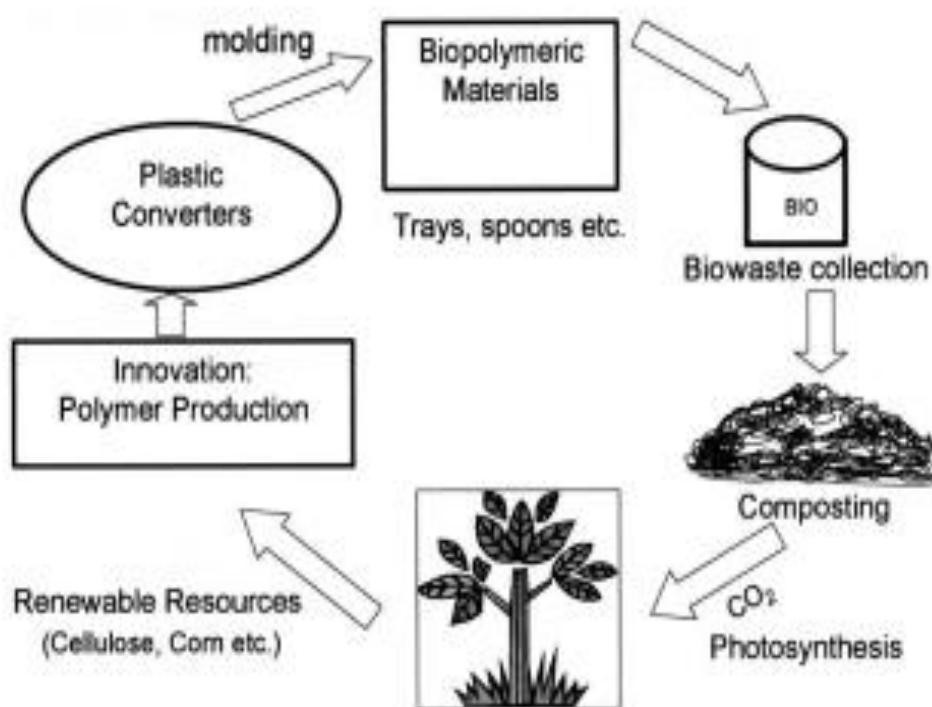 molding
Biopolymeric
Materials
Plastic
Converters
Trays, spoons etc.
BIO
Biowaste collection
Innovation:
Polymer Production
Composting
CO₂
Photosynthesis
Renewable Resources
(Cellulose, Corn etc.)